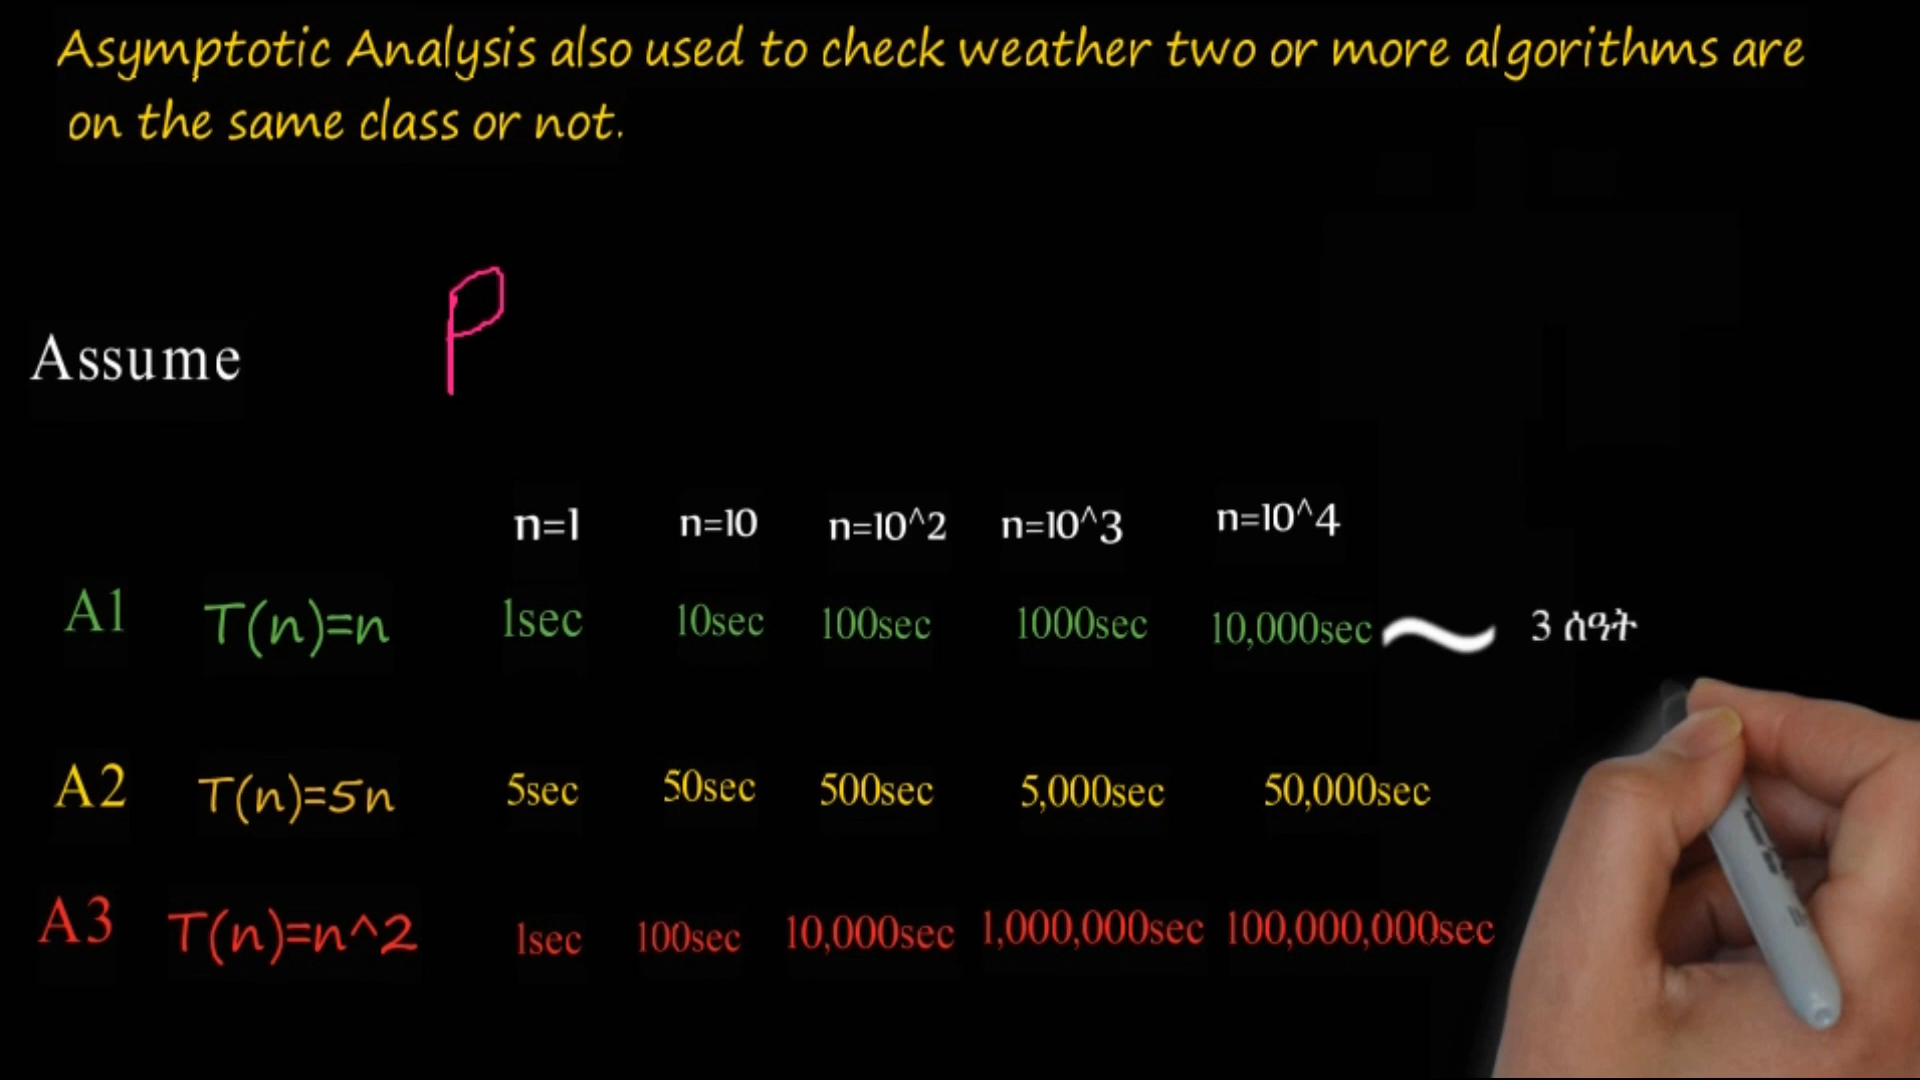 Asymptotic Analysis also used to check weather two or more algorithms are
on the same class or not.
P
Assume
n=1 n=10 n=10^2 n=10^3 n=10^4
A1 T(n)=n 1sec 10sec 100sec 1000sec 10,000sec ~ 3 ሰዓት
A2 T(n)=5n 5sec 50sec 500sec 5,000sec 50,000sec
A3 T(n)=n^2 1sec 100sec 10,000sec 1,000,000sec 100,000,000sec